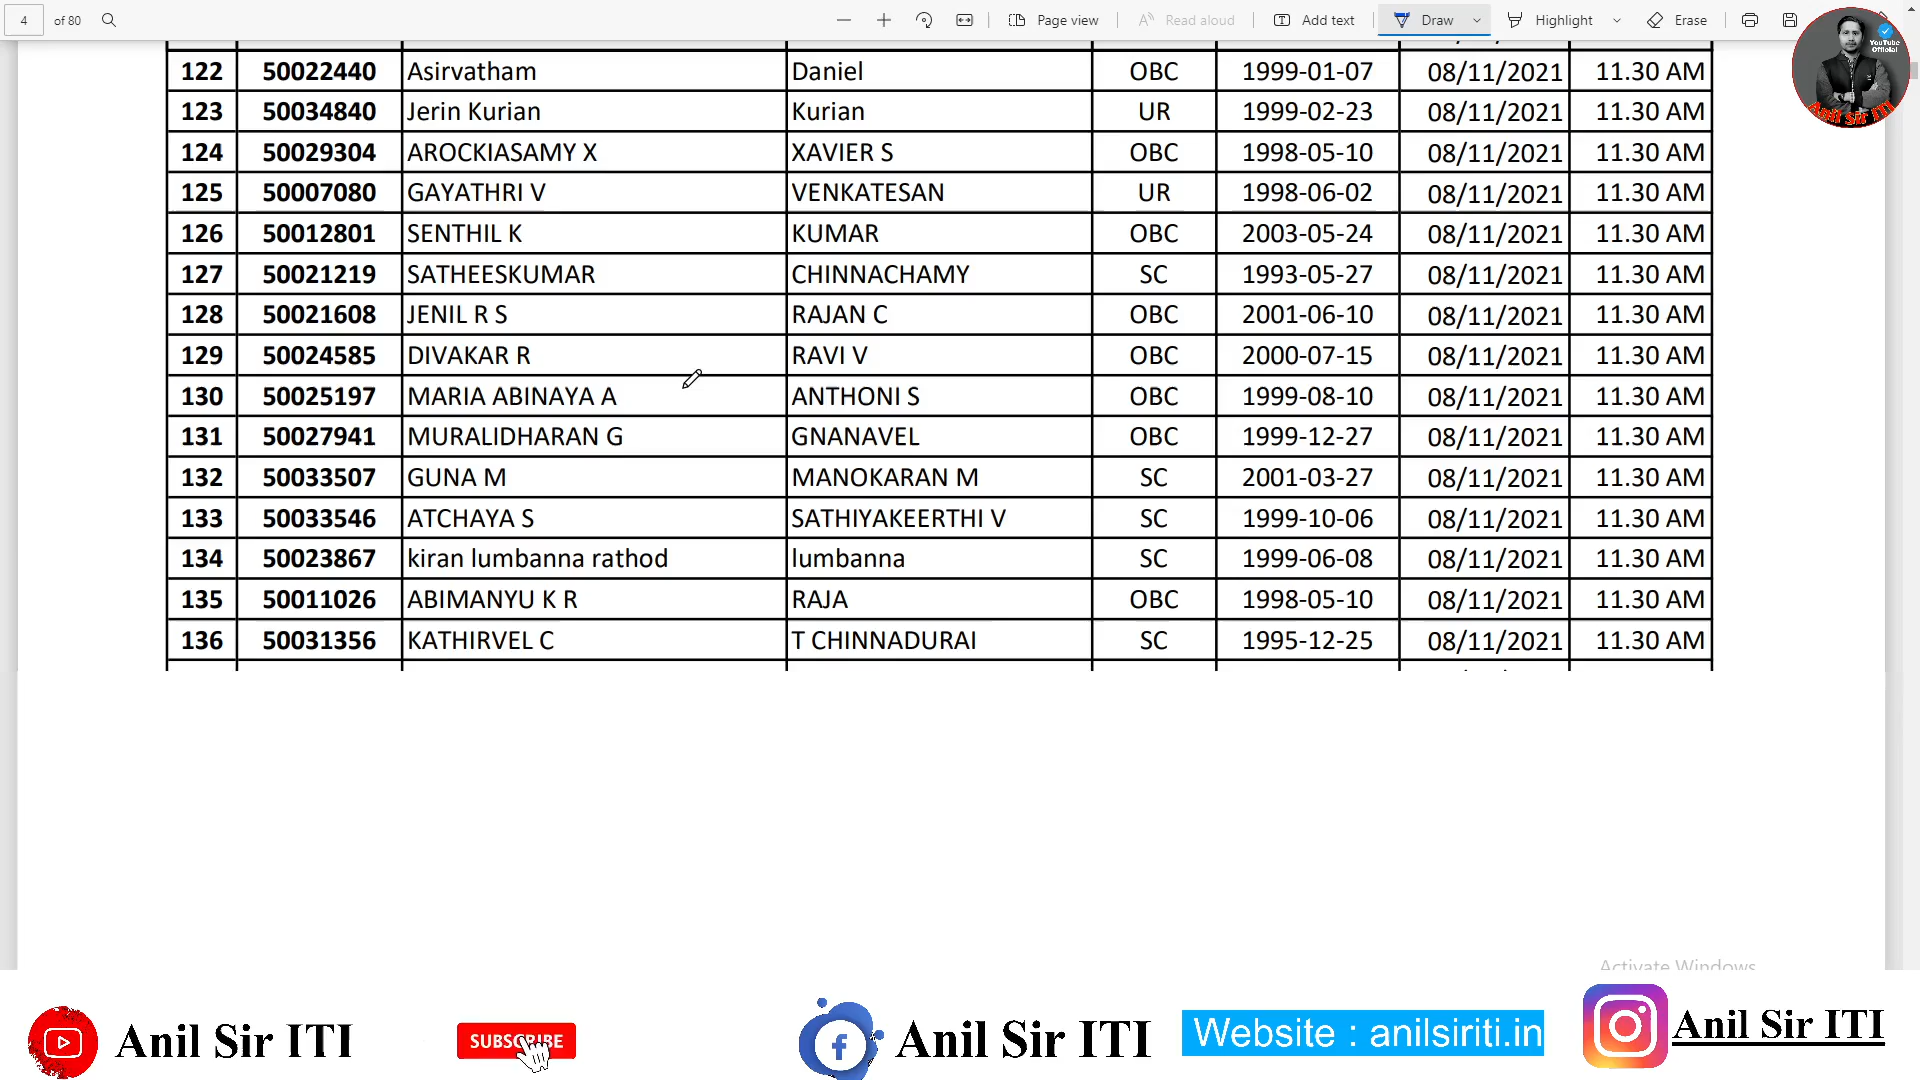 4 of 80 Page view Read aloud Add text Draw Highlight Erase
YouTube
Official
Anil Sir ITI
122 50022440 Asirvatham Daniel OBC 1999-01-07 08/11/2021 11.30 AM
123 50034840 Jerin Kurian Kurian UR 1999-02-23 08/11/2021 11.30 AM
124 50029304 AROCKIASAMY X XAVIER S OBC 1998-05-10 08/11/2021 11.30 AM
125 50007080 GAYATHRI V VENKATESAN UR 1998-06-02 08/11/2021 11.30 AM
126 50012801 SENTHIL K KUMAR OBC 2003-05-24 08/11/2021 11.30 AM
127 50021219 SATHEESKUMAR CHINNACHAMY SC 1993-05-27 08/11/2021 11.30 AM
128 50021608 JENIL R S RAJAN C OBC 2001-06-10 08/11/2021 11.30 AM
129 50024585 DIVAKAR R RAVI V OBC 2000-07-15 08/11/2021 11.30 AM
130 50025197 MARIA ABINAYA A ANTHONI S OBC 1999-08-10 08/11/2021 11.30 AM
131 50027941 MURALIDHARAN G GNANAVEL OBC 1999-12-27 08/11/2021 11.30 AM
132 50033507 GUNA M MANOKARAN M SC 2001-03-27 08/11/2021 11.30 AM
133 50033546 ATCHAYA S SATHIYAKEERTHI V SC 1999-10-06 08/11/2021 11.30 AM
134 50023867 kiran lumbanna rathod lumbanna SC 1999-06-08 08/11/2021 11.30 AM
135 50011026 ABIMANYU K R RAJA OBC 1998-05-10 08/11/2021 11.30 AM
136 50031356 KATHIRVEL C T CHINNADURAI SC 1995-12-25 08/11/2021 11.30 AM
Activate Windows
Anil Sir ITI SUBSCRIBE Anil Sir ITI Website : anilsiriti.in Anil Sir ITI